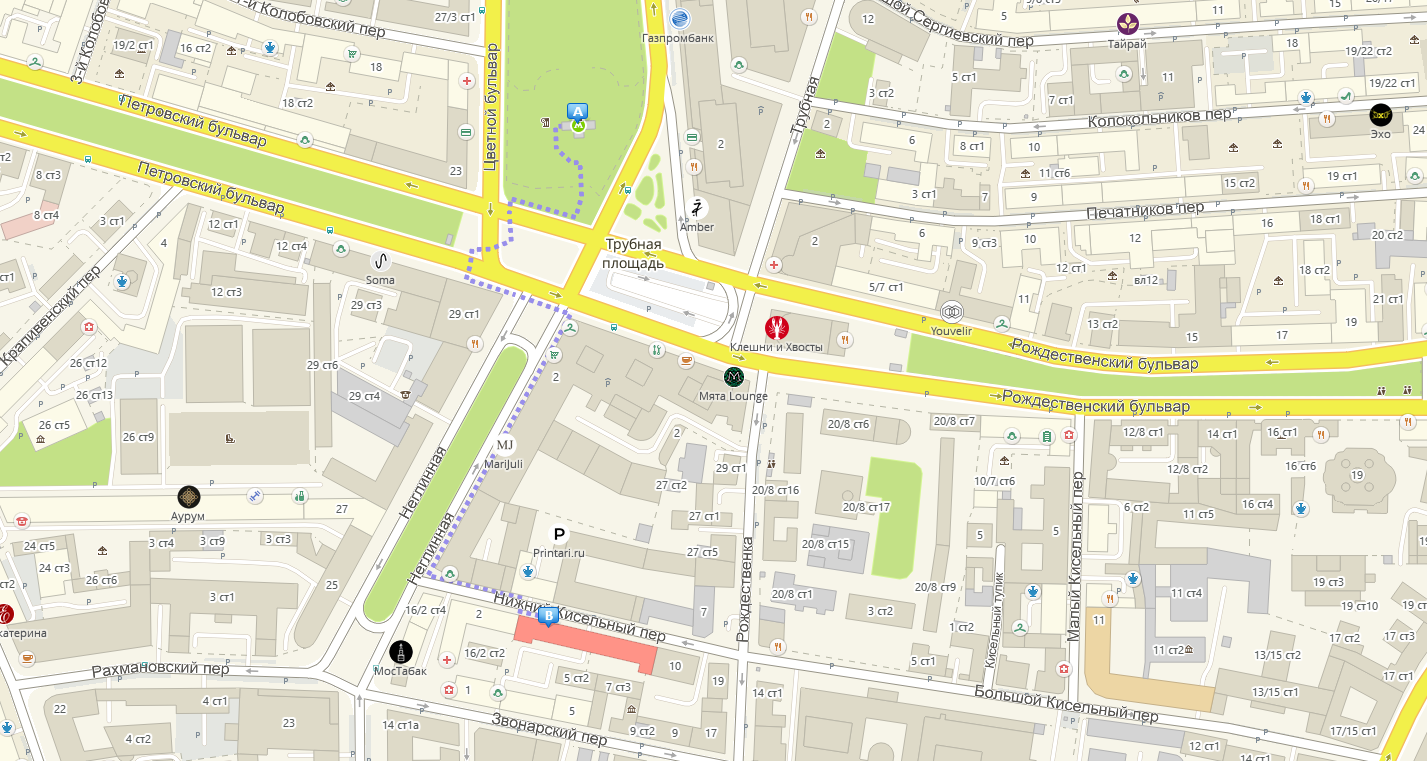 -й Колобовский пер
27/3 ст1
Газпромбанк
12
Большой Сергиевский пер
5
Тайрай
15
13
3-й Колобов
19/2 ст1
16 ст2
18
18
19/22 ст2
18 ст2
Цветной бульвар
A
Трубная
3 ст2
5 ст1
7 ст1
11
19/22 ст1
Петровский бульвар
2
Колокольников пер
Эхо
23
2
6
8 ст1
10
24
Петровский бульвар
8 ст3
11 ст6
15 ст2
8 ст4
3 ст1
3 ст1
7
9
Печатников пер
Amber
16
18 ст1
4
12 ст1
12 ст4
Трубная
площадь
2
6
9 ст3
10
12
20 ст2
Soma
12 ст1
вл12
18 ст2
12 ст3
29 ст3
5/7 ст1
11
21 ст1
Крапивенский пер
29 ст1
Youvelir
13 ст2
15
17
19
Клешни и Хвосты
Рождественский бульвар
26 ст12
29 ст6
2
26 ст13
29 ст4
Мята Lounge
Рождественский бульвар
26 ст5
26 ст9
MJ
MariJuli
2
20/8 ст6
20/8 ст7
12/8 ст1
14 ст1
16 ст1
29 ст1
12/8 ст2
16 ст6
19
Неглинная
27 ст2
20/8 ст16
10/7 ст6
Аурум
27
20/8 ст17
6 ст2
16 ст4
27 ст1
11 ст5
24 ст5
3 ст4
3 ст9
3 ст3
Неглинная
P
Printari.ru
27 ст5
20/8 ст15
5
5
Малый Кисельный пер
24 ст3
26 ст6
25
20/8 ст9
19 ст3
3 ст1
20/8 ст1
11 ст4
16/2 ст4
2
B
Нижний Кисельный пер
7
Рождественка
3 ст2
Кисельный тупик
11
19 ст10
катерина
1 ст2
17 ст2
17 ст3
16/2 ст2
11 ст2
13/15 ст2
МосТабак
10
5 ст1
17 ст1
Рахмановский пер
5 ст2
7 ст3
19
1
14 ст1
Большой Кисельный пер
13/15 ст1
22
4 ст1
5
4 ст2
23
14 ст1а
Звонарский пер
9 ст2
9
17
12 ст1
17/15 ст1